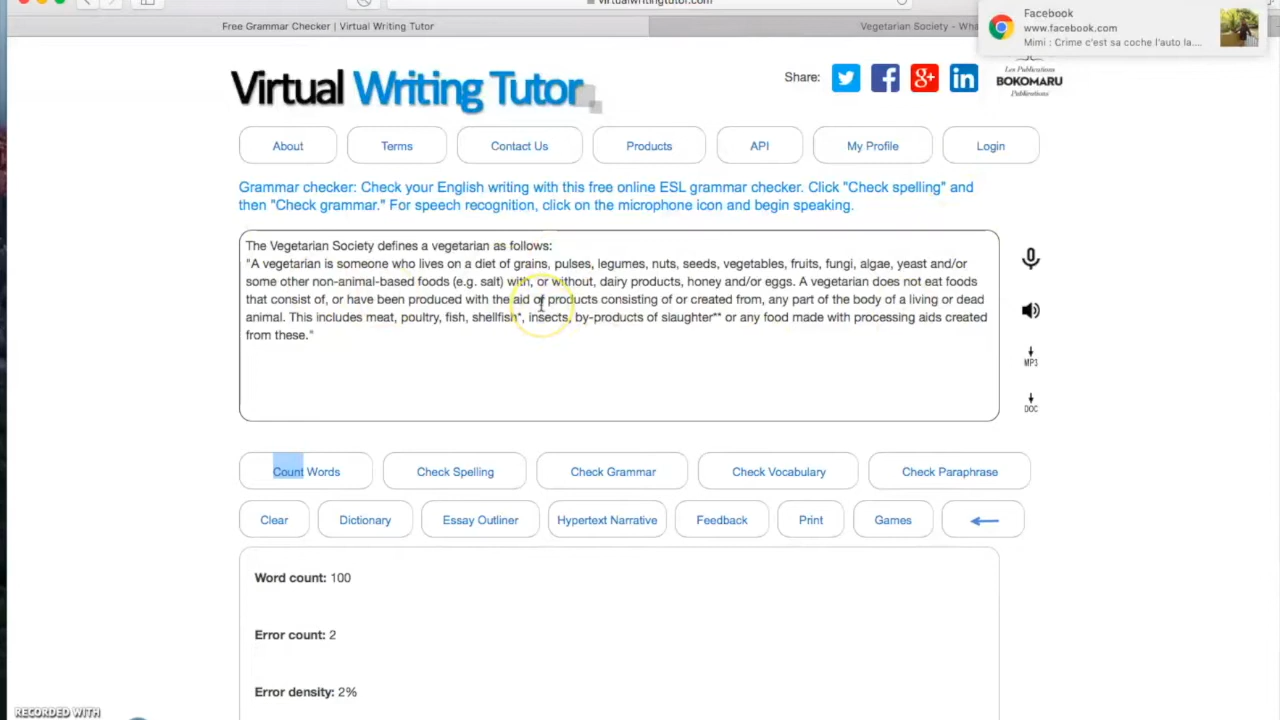 virtualwritingtutor.com
Free Grammar Checker | Virtual Writing Tutor
Vegetarian Society - Wha
Facebook
www.facebook.com
Mimi : Crime c'est sa coche l'auto la....
Virtual Writing Tutor
Share:
Les Publications
BOKOMARU
Publications
About
Terms
Contact Us
Products
API
My Profile
Login
Grammar checker: Check your English writing with this free online ESL grammar checker. Click "Check spelling" and
then "Check grammar." For speech recognition, click on the microphone icon and begin speaking.
The Vegetarian Society defines a vegetarian as follows:
"A vegetarian is someone who lives on a diet of grains, pulses, legumes, nuts, seeds, vegetables, fruits, fungi, algae, yeast and/or
some other non-animal-based foods (e.g. salt) with, or without, dairy products, honey and/or eggs. A vegetarian does not eat foods
that consist of, or have been produced with the aid of products consisting of or created from, any part of the body of a living or dead
animal. This includes meat, poultry, fish, shellfish*, insects, by-products of slaughter** or any food made with processing aids created
from these."
MP3
DOC
Count Words
Check Spelling
Check Grammar
Check Vocabulary
Check Paraphrase
Clear
Dictionary
Essay Outliner
Hypertext Narrative
Feedback
Print
Games
Word count: 100
Error count: 2
Error density: 2%
RECORDED WITH